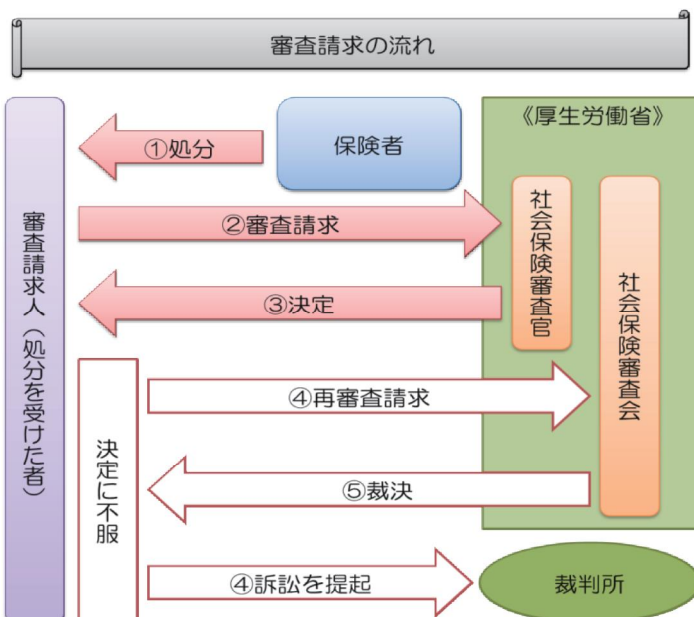 審査請求の流れ
審査請求人（処分を受けた者）
保険者
《厚生労働省》
①処分
②審査請求
社会保険審査官
社会保険審査会
③決定
決定に不服
④再審査請求
⑤裁決
④訴訟を提起
裁判所